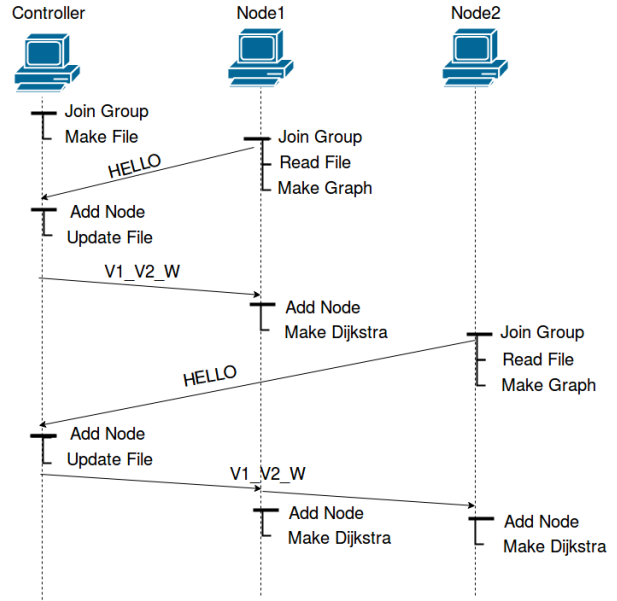 Controller
Node1
Node2
Join Group
Make File
Join Group
HELLO
Read File
Make Graph
Add Node
Update File
V1_V2_W
Add Node
Make Dijkstra
Join Group
Read File
HELLO
Make Graph
Add Node
Update File
V1_V2_W
Add Node
Make Dijkstra
Add Node
Make Dijkstra